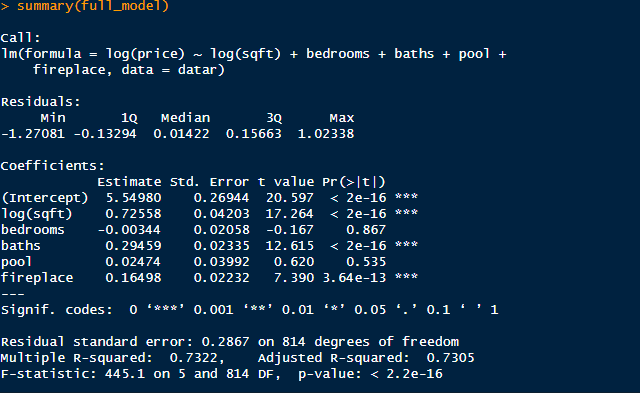 > summary(full_model)
Call:
lm(formula = log(price) ~ log(sqft) + bedrooms + baths + pool +
    fireplace, data = datar)
Residuals:
     Min       1Q   Median       3Q      Max
-1.27081 -0.13294  0.01422  0.15663  1.02338
Coefficients:
            Estimate Std. Error t value Pr(>|t|)
(Intercept)  5.54980    0.26944  20.597  < 2e-16 ***
log(sqft)    0.72558    0.04203  17.264  < 2e-16 ***
bedrooms    -0.00344    0.02058  -0.167    0.867
baths        0.29459    0.02335  12.615  < 2e-16 ***
pool         0.02474    0.03992   0.620    0.535
fireplace    0.16498    0.02232   7.390 3.64e-13 ***
---
Signif. codes:  0 ‘***’ 0.001 ‘**’ 0.01 ‘*’ 0.05 ‘.’ 0.1 ‘ ’ 1
Residual standard error: 0.2867 on 814 degrees of freedom
Multiple R-squared:  0.7322,    Adjusted R-squared:  0.7305
F-statistic: 445.1 on 5 and 814 DF,  p-value: < 2.2e-16